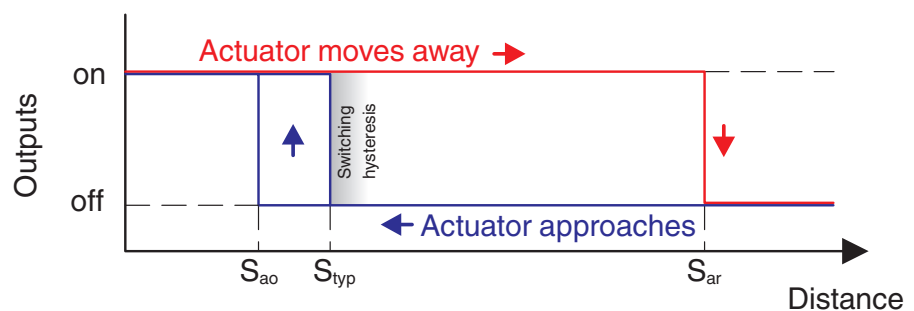 Actuator moves away
on
Outputs
Switching
hysteresis
off
Actuator approaches
Sao
Styp
Sar
Distance